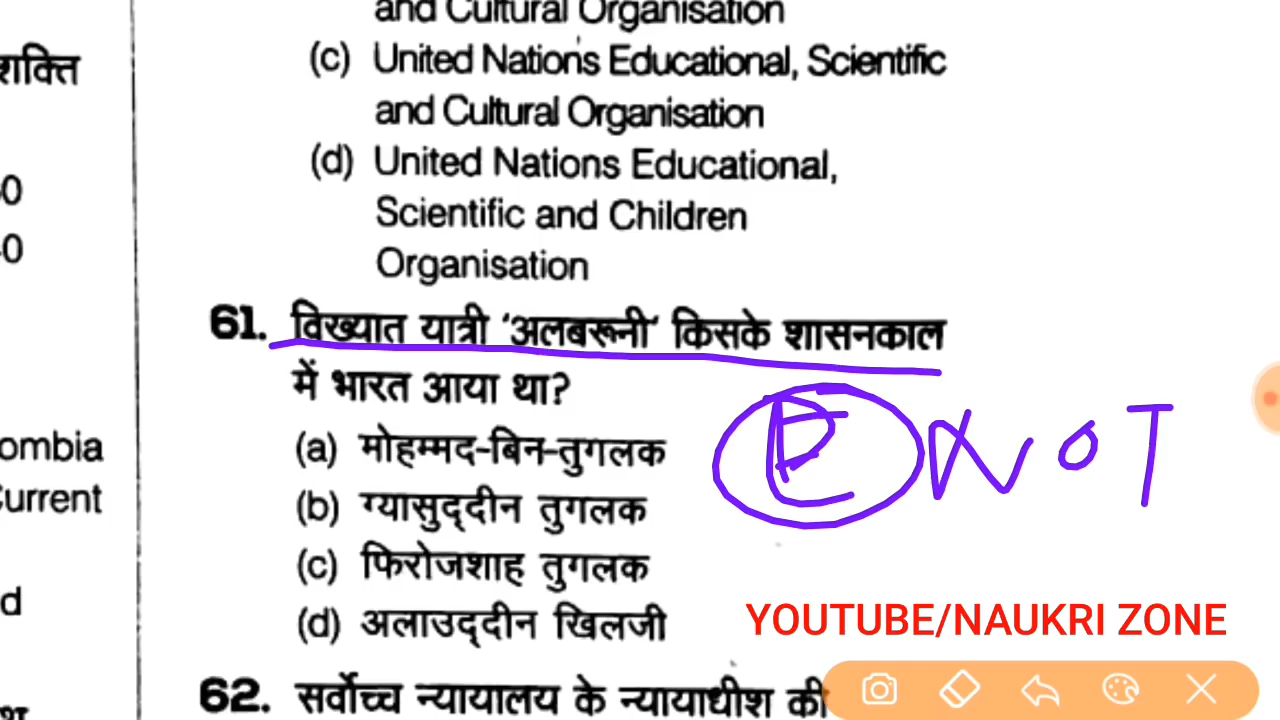 and Cultural Organisation
(c) United Nations Educational, Scientific
and Cultural Organisation
(d) United Nations Educational,
Scientific and Children
Organisation
शक्ति
0
0
ombia
Current
d
61. विख्यात यात्री 'अलबरूनी' किसके शासनकाल
में भारत आया था?
(a) मोहम्मद-बिन-तुगलक
(b) ग्यासुद्दीन तुगलक
(c) फिरोजशाह तुगलक
(d) अलाउद्दीन खिलजी
NOT
YOUTUBE/NAUKRI ZONE
62. सर्वोच्च न्यायालय के न्यायाधीश की